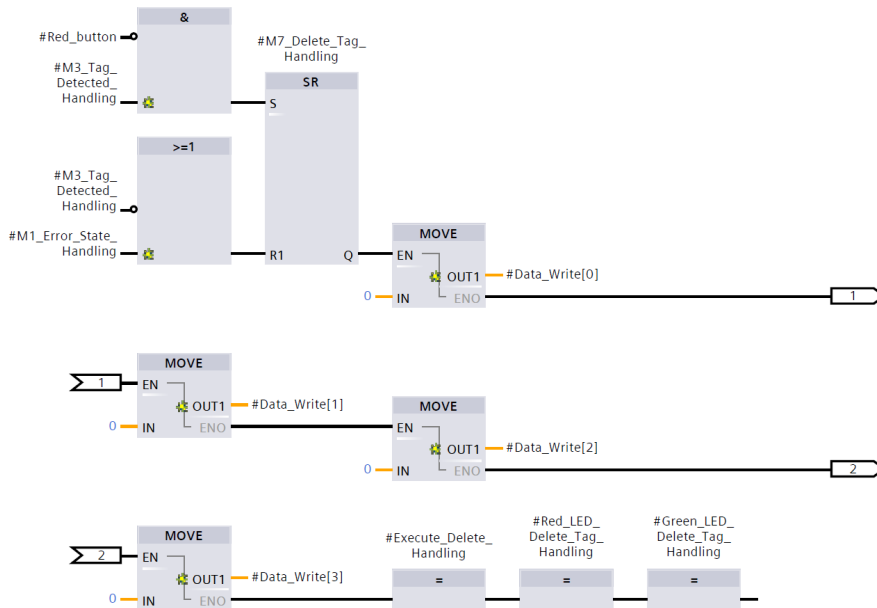 &
#Red_button
#M3_Tag_
Detected_
Handling
#M7_Delete_Tag_
Handling
SR
S
>=1
#M3_Tag_
Detected_
Handling
#M1_Error_State_
Handling
R1 Q
MOVE
EN
OUT1 #Data_Write[0]
0 IN ENO
1
1
MOVE
EN
OUT1 #Data_Write[1]
0 IN ENO
MOVE
EN
OUT1 #Data_Write[2]
0 IN ENO
2
2
MOVE
EN
OUT1 #Data_Write[3]
0 IN ENO
#Execute_Delete_
Handling
=
#Red_LED_
Delete_Tag_
Handling
=
#Green_LED_
Delete_Tag_
Handling
=